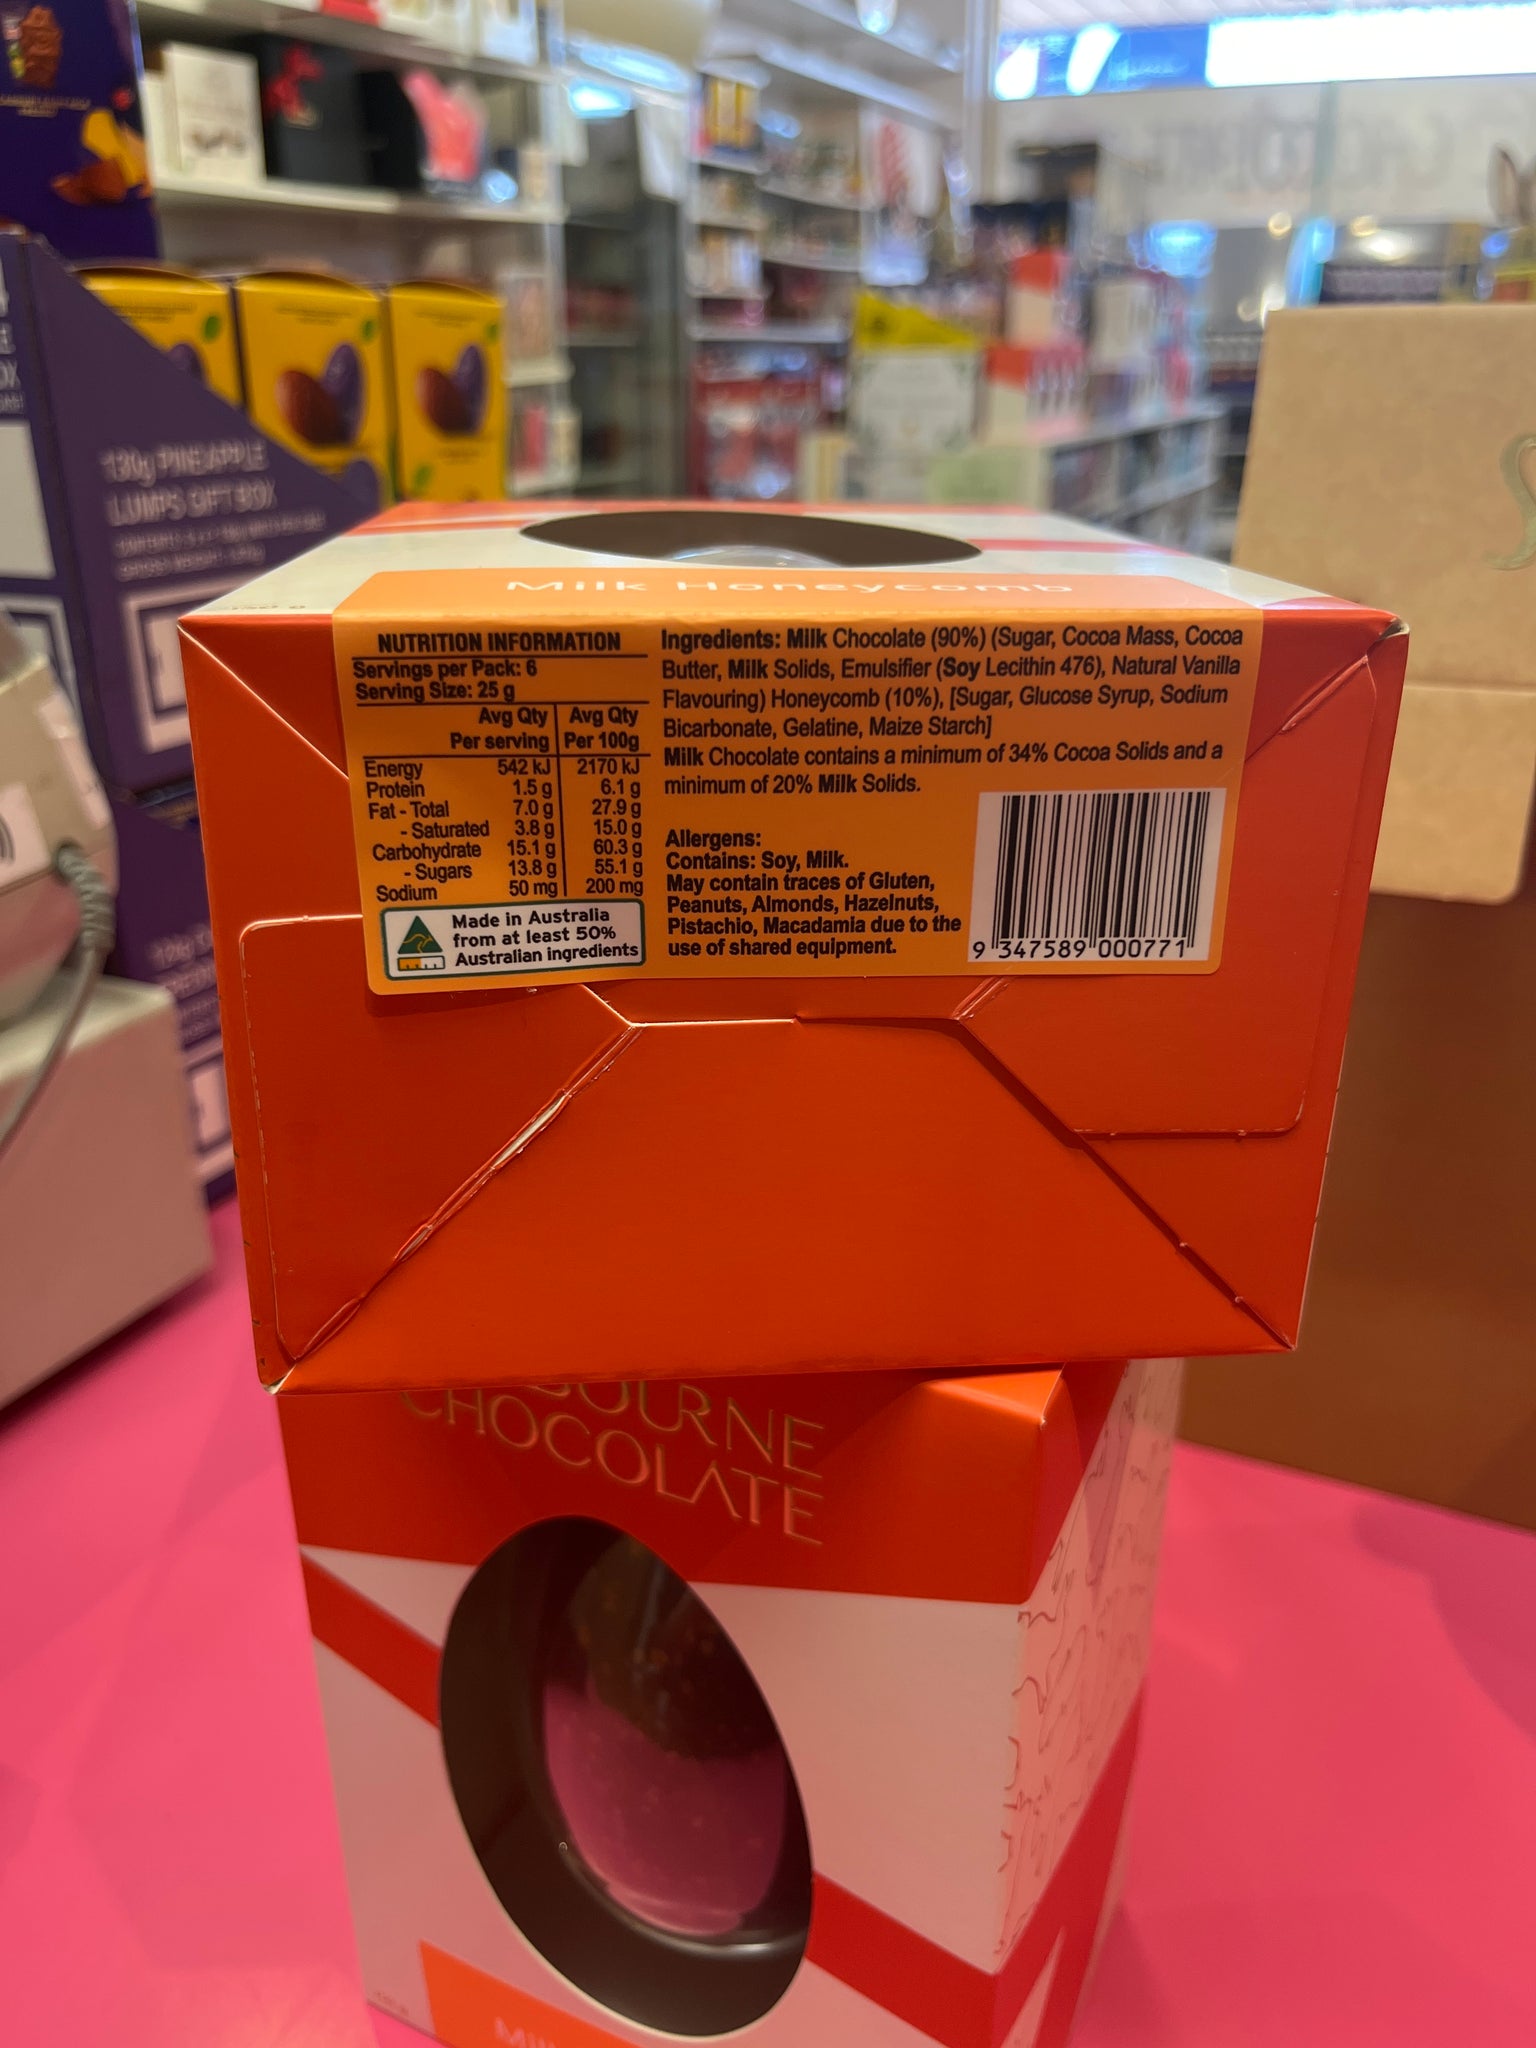 130g PINEAPPLE
LUMPS GIFT BOX
Milk Honeycomb
NUTRITION INFORMATION
Servings per Pack: 6
Serving Size: 25 g
Avg Qty Avg Qty
Per serving Per 100g
Energy 542 kJ 2170 kJ
Protein 1.5 g 6.1 g
Fat - Total 7.0 g 27.9 g
- Saturated 3.8 g 15.0 g
Carbohydrate 15.1 g 60.3 g
- Sugars 13.8 g 55.1 g
Sodium 50 mg 200 mg
Made in Australia
from at least 50%
Australian ingredients
Ingredients: Milk Chocolate (90%) (Sugar, Cocoa Mass, Cocoa
Butter, Milk Solids, Emulsifier (Soy Lecithin 476), Natural Vanilla
Flavouring) Honeycomb (10%), [Sugar, Glucose Syrup, Sodium
Bicarbonate, Gelatine, Maize Starch]
Milk Chocolate contains a minimum of 34% Cocoa Solids and a
minimum of 20% Milk Solids.
Allergens:
Contains: Soy, Milk.
May contain traces of Gluten,
Peanuts, Almonds, Hazelnuts,
Pistachio, Macadamia due to the
use of shared equipment.
9 347589 000771
CHOCOLATE